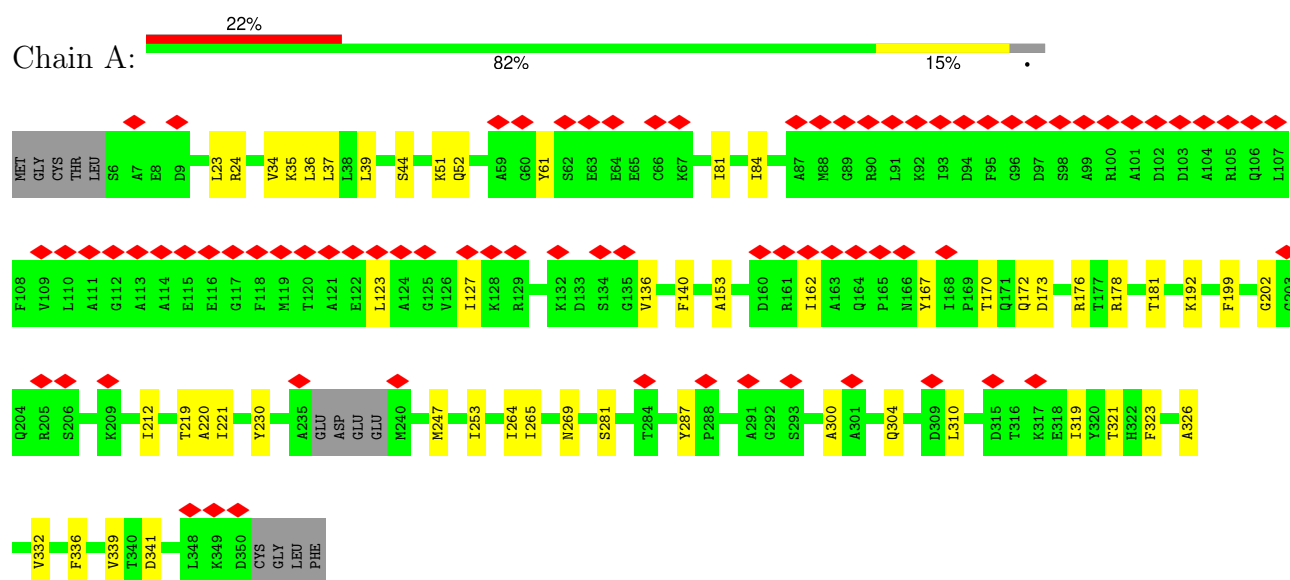 22%
Chain A:
82% 15% •
MET GLY CYS THR LEU S6 A7 E8 D9 L23 R24 V34 K35 L36 L37 L38 L39 S44 K51 Q52 A59 G60 Y61 S62 E63 E64 E65 C66 K67 I81 I84 A87 M88 G89 R90 L91 K92 I93 D94 F95 G96 D97 S98 A99 R100 A101 D102 D103 A104 R105 Q106 L107
F108 V109 L110 A111 G112 A113 A114 E115 E116 G117 F118 M119 T120 A121 E122 L123 A124 G125 V126 I127 K128 R129 K132 D133 S134 G135 V136 F140 A153 D160 R161 I162 A163 Q164 P165 N166 Y167 I168 P169 T170 Q171 Q172 D173 R176 T177 R178 T181 K192 F199 G202 G203
Q204 R205 S206 K209 I212 T219 A220 I221 Y230 A235 GLU ASP GLU GLU M240 M247 I253 I264 I265 N269 S281 T284 Y287 P288 A291 G292 S293 A300 A301 Q304 D309 L310 D315 T316 K317 E318 I319 Y320 T321 H322 F323 A326
V332 F336 V339 T340 D341 L348 K349 D350 CYS GLY LEU PHE